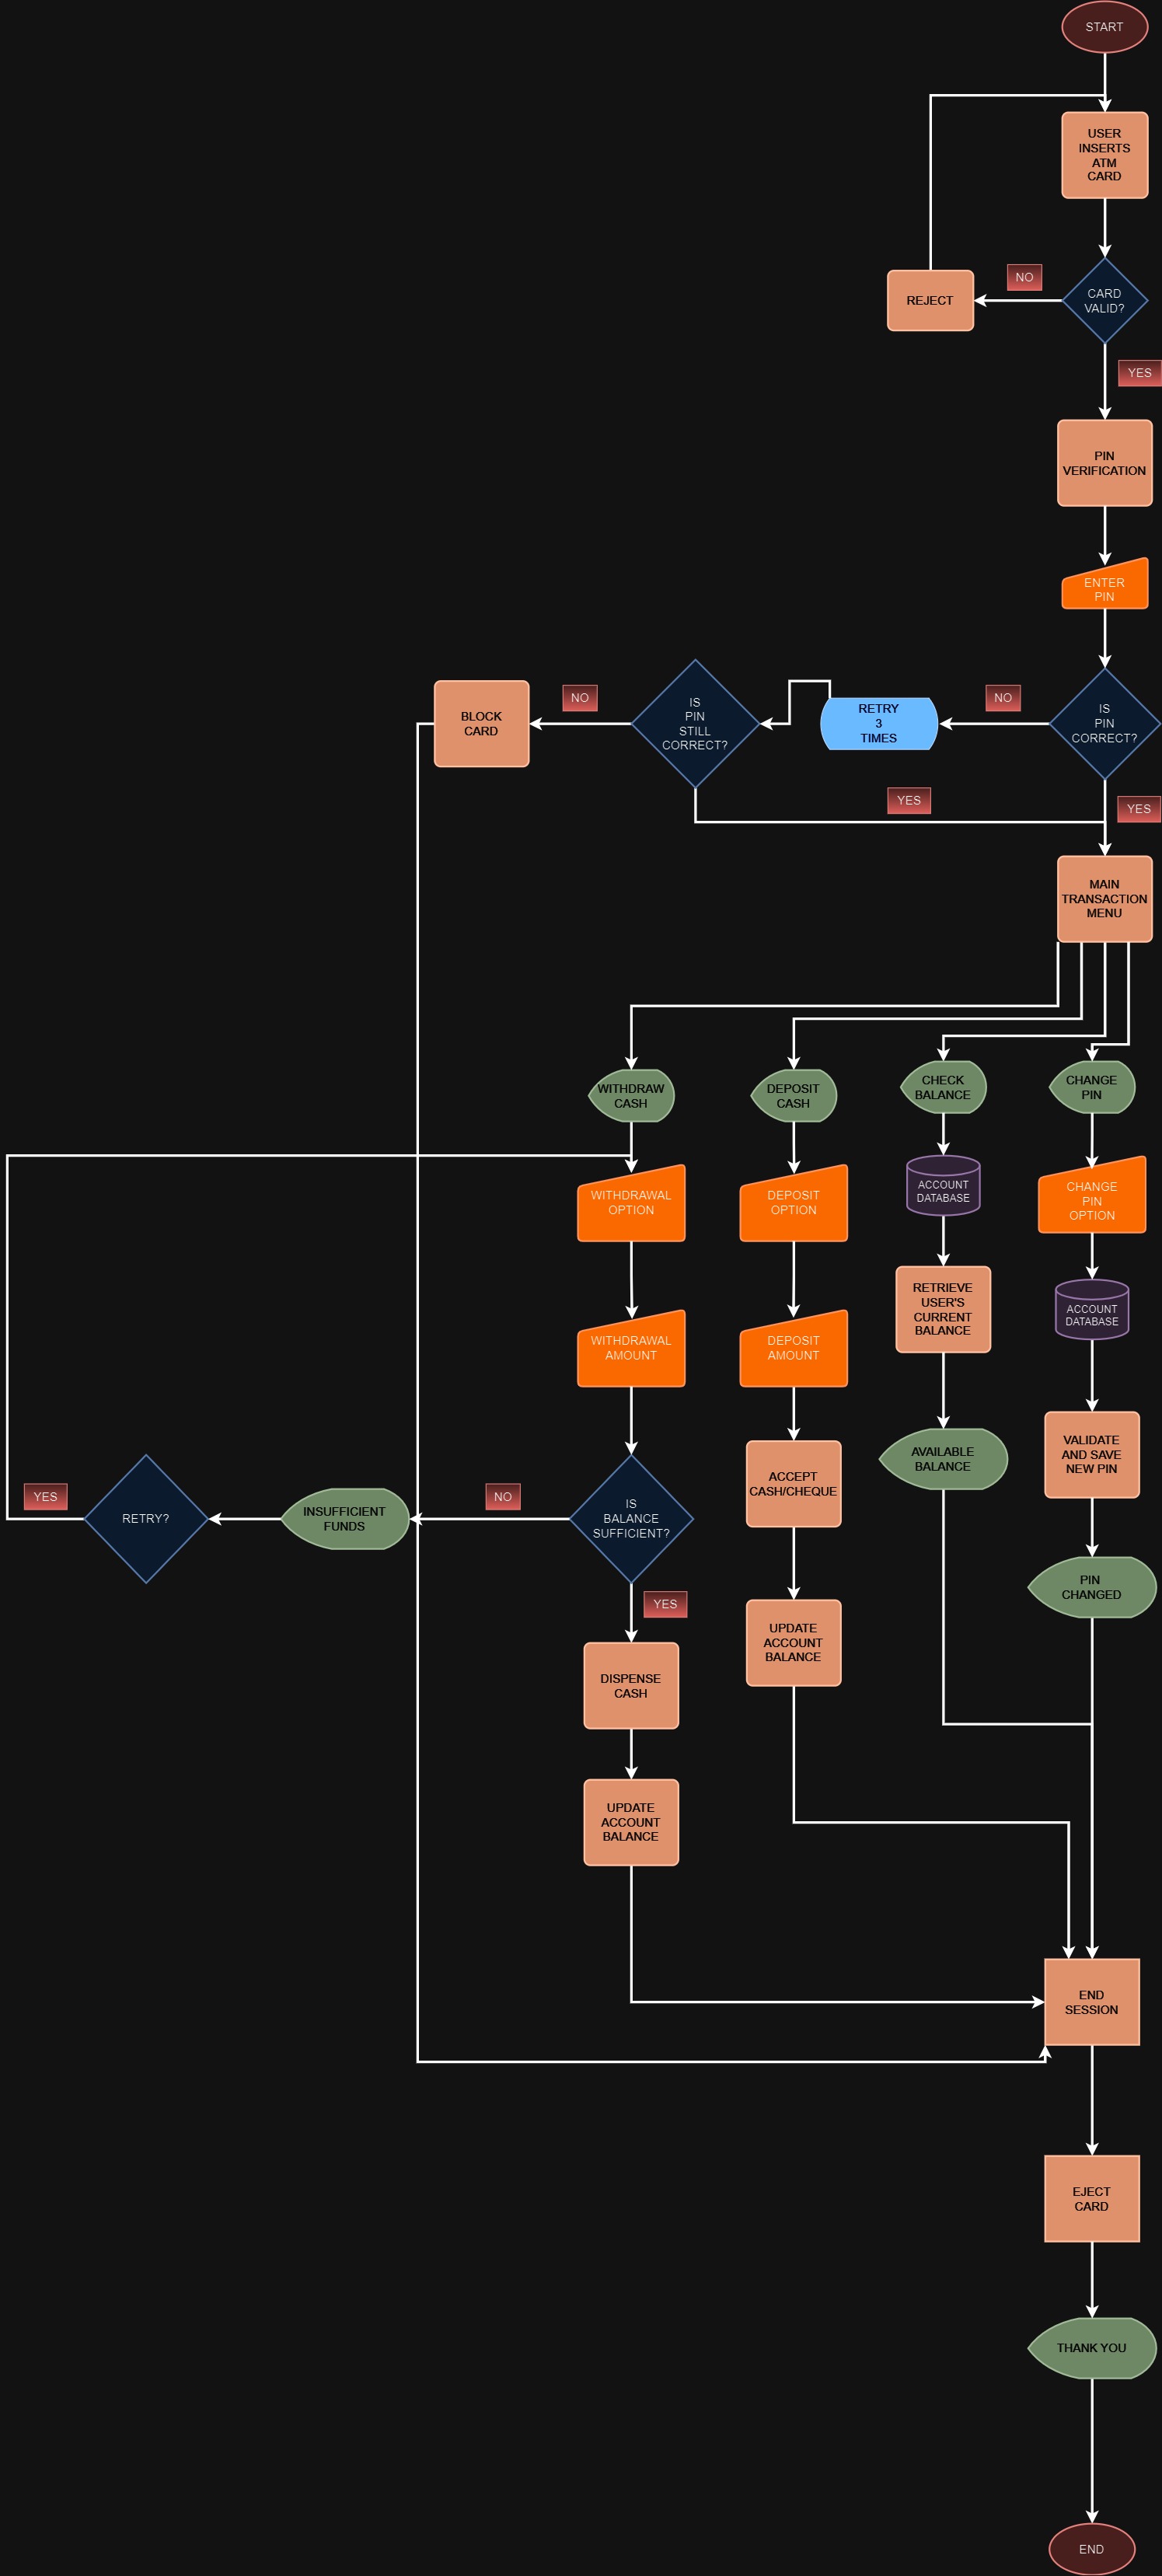 START
USER
INSERTS
ATM
CARD
NO
CARD
VALID?
REJECT
YES
PIN
VERIFICATION
ENTER
PIN
IS
PIN
CORRECT?
NO
RETRY
3
TIMES
IS
PIN
STILL
CORRECT?
NO
BLOCK
CARD
YES
YES
MAIN
TRANSACTION
MENU
WITHDRAW
CASH
DEPOSIT
CASH
CHECK
BALANCE
CHANGE
PIN
WITHDRAWAL
OPTION
DEPOSIT
OPTION
ACCOUNT
DATABASE
CHANGE
PIN
OPTION
WITHDRAWAL
AMOUNT
DEPOSIT
AMOUNT
RETRIEVE
USER'S
CURRENT
BALANCE
ACCOUNT
DATABASE
YES
RETRY?
INSUFFICIENT
FUNDS
NO
IS
BALANCE
SUFFICIENT?
ACCEPT
CASH/CHEQUE
AVAILABLE
BALANCE
VALIDATE
AND SAVE
NEW PIN
YES
PIN
CHANGED
DISPENSE
CASH
UPDATE
ACCOUNT
BALANCE
UPDATE
ACCOUNT
BALANCE
END
SESSION
EJECT
CARD
THANK YOU
END